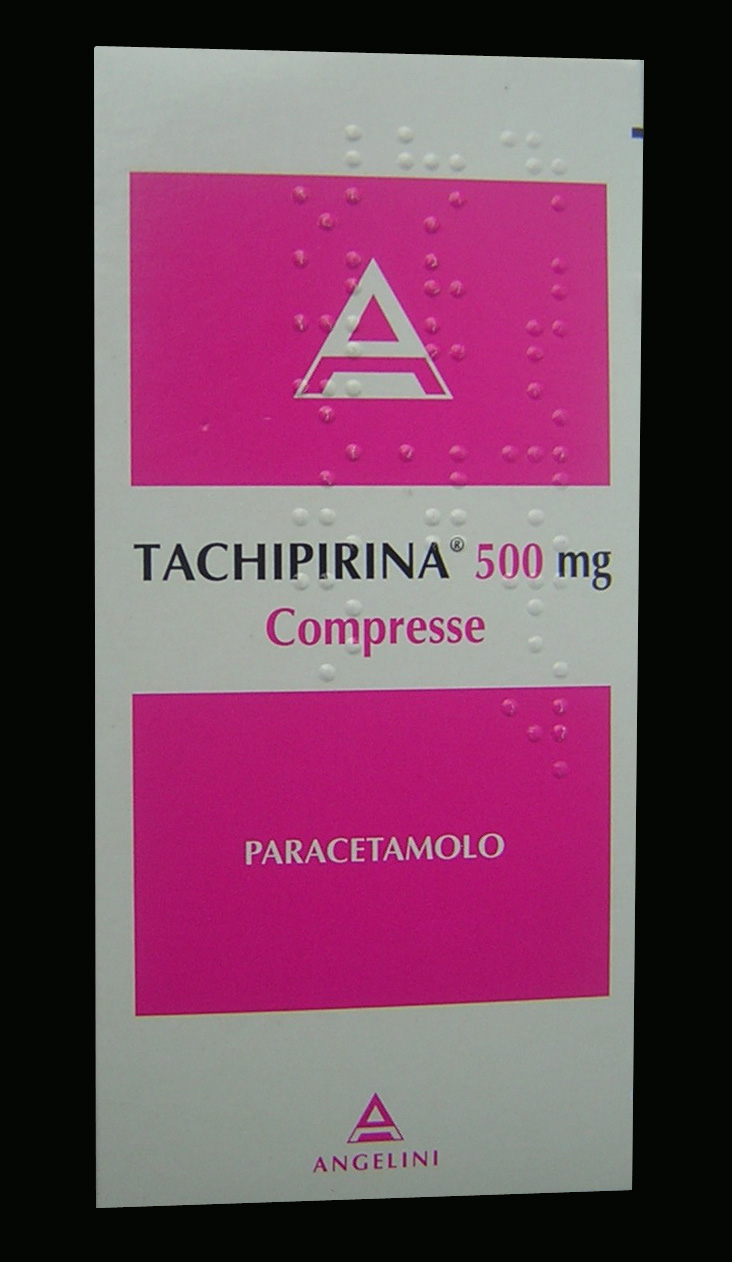 TACHIPIRINA® 500 mg
Compresse
PARACETAMOLO
ANGELINI